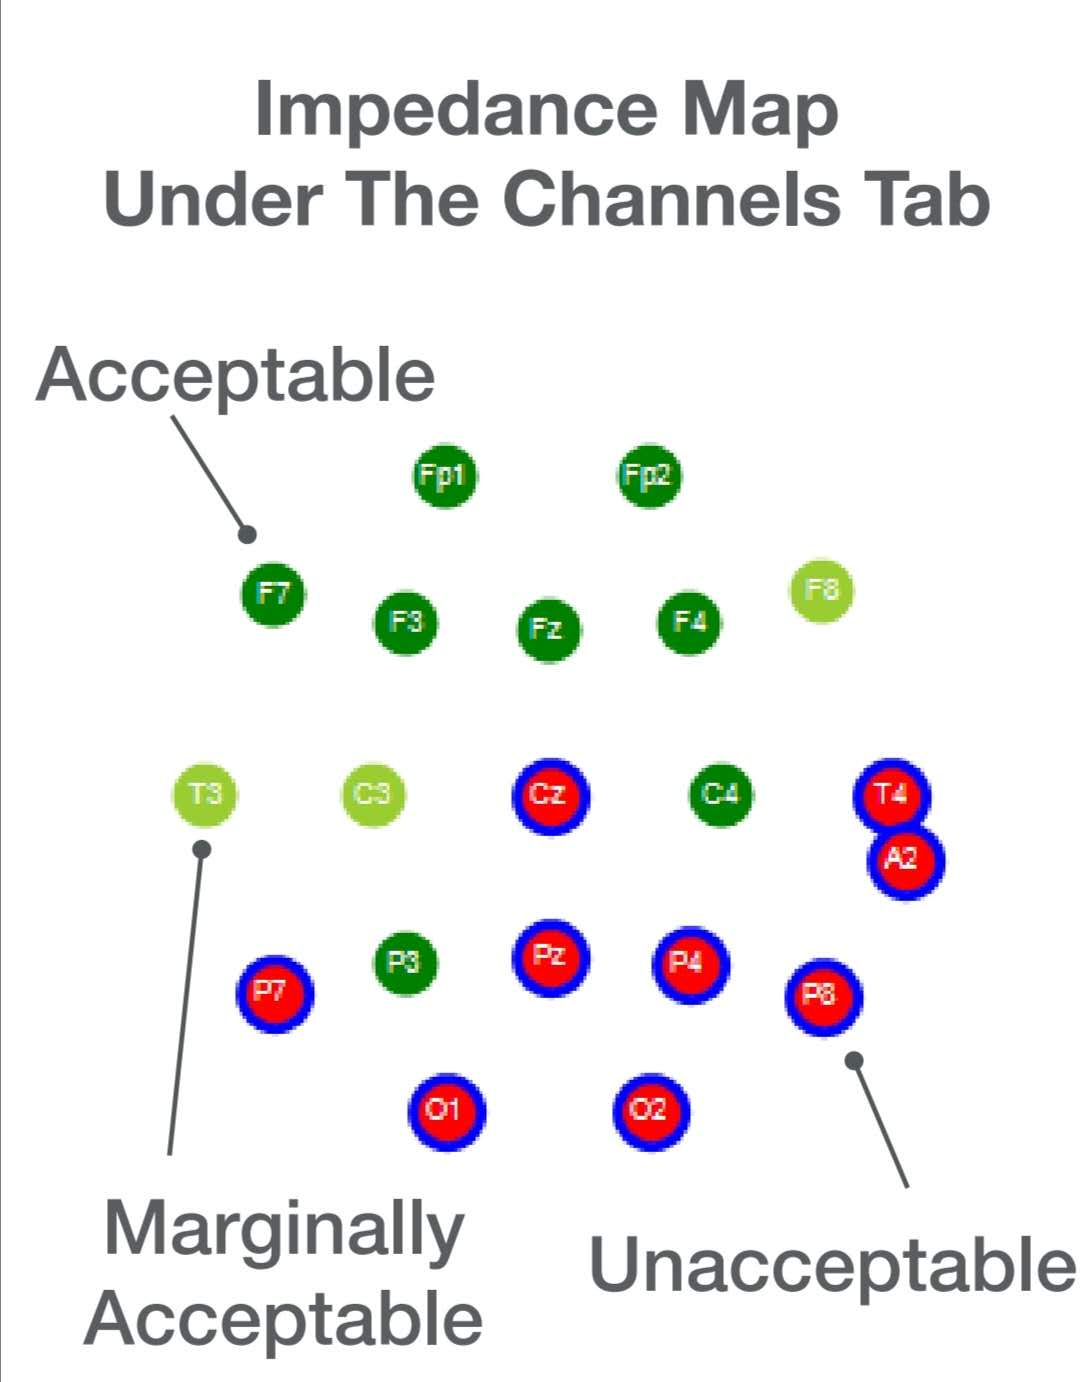 Impedance Map
Under The Channels Tab
Acceptable
Fp1 Fp2
F7 F3 Fz F4 F8
T3 C3 Cz C4 T4
A2
P7 P3 Pz P4 P8
O1 O2
Marginally
Acceptable
Unacceptable